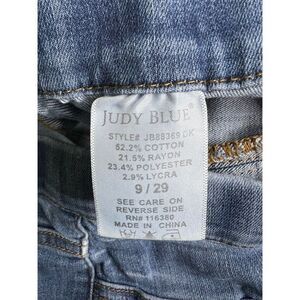 JUDY BLUE®
STYLE# JB88369 DK
52.2% COTTON
21.5% RAYON
23.4% POLYESTER
2.9% LYCRA
9 / 29
SEE CARE ON
REVERSE SIDE
RN# 116380
MADE IN CHINA